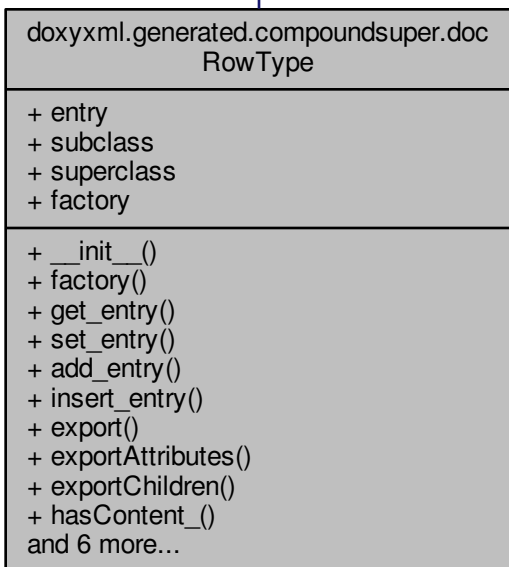 doxyxml.generated.compoundsuper.doc
RowType
+ entry
+ subclass
+ superclass
+ factory
+ __init__()
+ factory()
+ get_entry()
+ set_entry()
+ add_entry()
+ insert_entry()
+ export()
+ exportAttributes()
+ exportChildren()
+ hasContent_()
and 6 more...